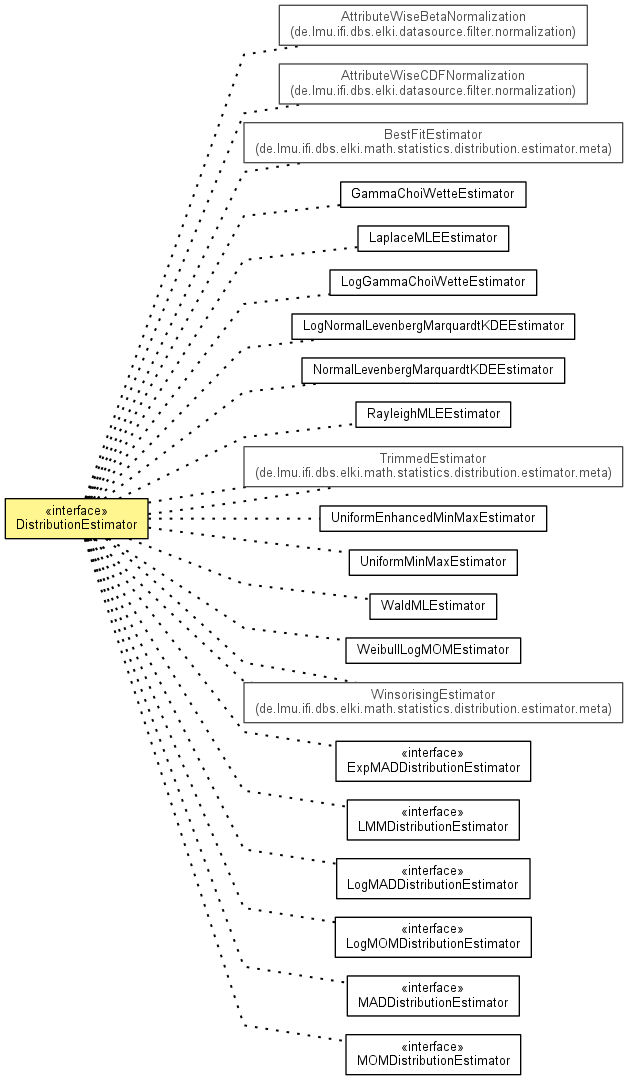 AttributeWiseBetaNormalization
(de.lmu.ifi.dbs.elki.datasource.filter.normalization)
AttributeWiseCDFNormalization
(de.lmu.ifi.dbs.elki.datasource.filter.normalization)
BestFitEstimator
(de.lmu.ifi.dbs.elki.math.statistics.distribution.estimator.meta)
GammaChoiWetteEstimator
LaplaceMLEEstimator
LogGammaChoiWetteEstimator
LogNormalLevenbergMarquardtKDEEstimator
NormalLevenbergMarquardtKDEEstimator
RayleighMLEEstimator
TrimmedEstimator
(de.lmu.ifi.dbs.elki.math.statistics.distribution.estimator.meta)
«interface»
DistributionEstimator
UniformEnhancedMinMaxEstimator
UniformMinMaxEstimator
WaldMLEstimator
WeibullLogMOMEstimator
WinsorisingEstimator
(de.lmu.ifi.dbs.elki.math.statistics.distribution.estimator.meta)
«interface»
ExpMADDistributionEstimator
«interface»
LMMDistributionEstimator
«interface»
LogMADDistributionEstimator
«interface»
LogMOMDistributionEstimator
«interface»
MADDistributionEstimator
«interface»
MOMDistributionEstimator